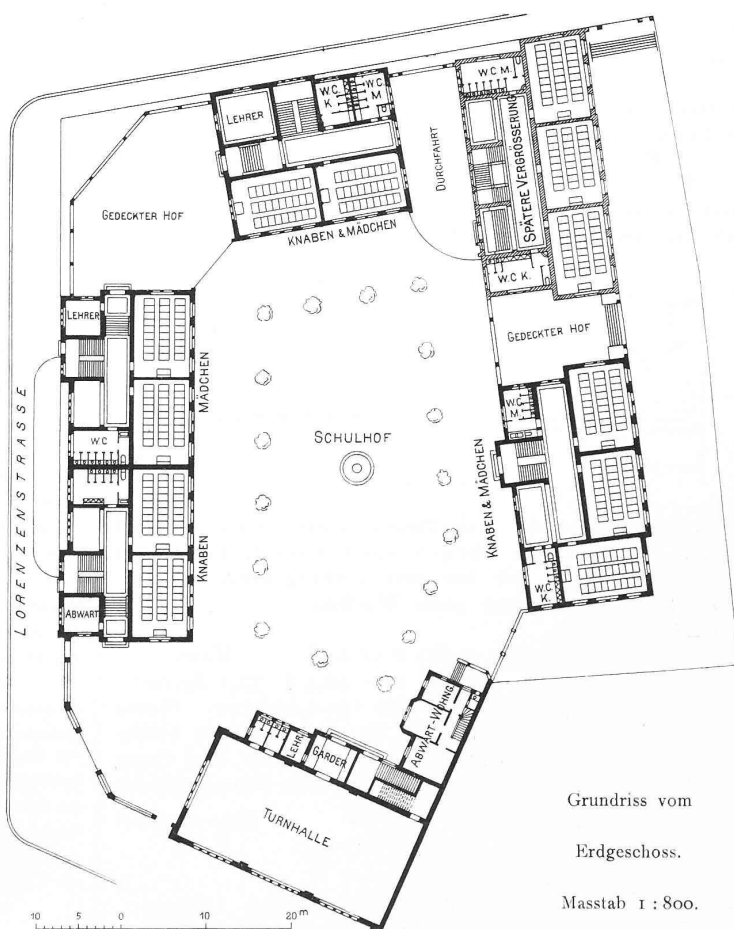 W.C. M.
LEHRER
W.C. K.
W.C. M.
DURCHFAHRT
SPÄTERE VERGRÖSSERUNG
GEDECKTER HOF
KNABEN & MÄDCHEN
W.C. K.
LEHRER
GEDECKTER HOF
MÄDCHEN
W.C. M.
W.C
SCHULHOF
KNABEN & MÄDCHEN
LORENZENSTRASSE
KNABEN
W.C. K.
ABWART
ABWART-WOHNG
LEHR.
GARDER
TURNHALLE
Grundriss vom
Erdgeschoss.
Masstab 1 : 800.
10 5 0 10 20 m